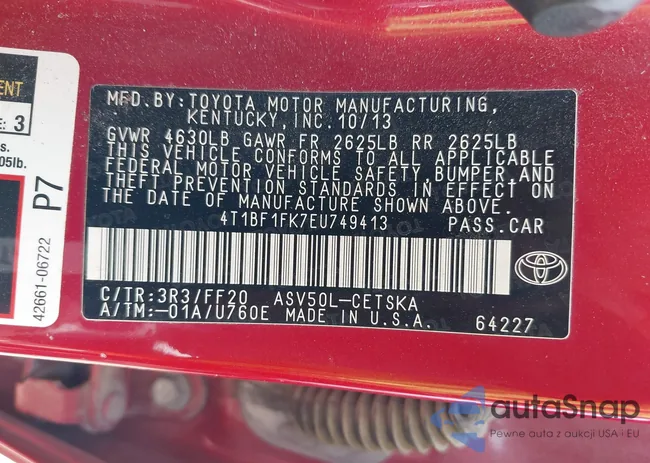 ENT
E: 3
s.
05lb.
P7
42661-06722
MFD. BY: TOYOTA MOTOR MANUFACTURING,
KENTUCKY, INC. 10/13
GVWR 4630LB GAWR FR 2625LB RR 2625LB
THIS VEHICLE CONFORMS TO ALL APPLICABLE
FEDERAL MOTOR VEHICLE SAFETY, BUMPER, AND
THEFT PREVENTION STANDARDS IN EFFECT ON
THE DATE OF MANUFACTURE SHOWN ABOVE.
4T1BF1FK7EU749413 PASS. CAR
C/TR: 3R3/FF20 ASV50L-CETSKA
A/TM: -01A/U760E MADE IN U.S.A. 64227
autoSnap
Pewne auta z aukcji USA i EU